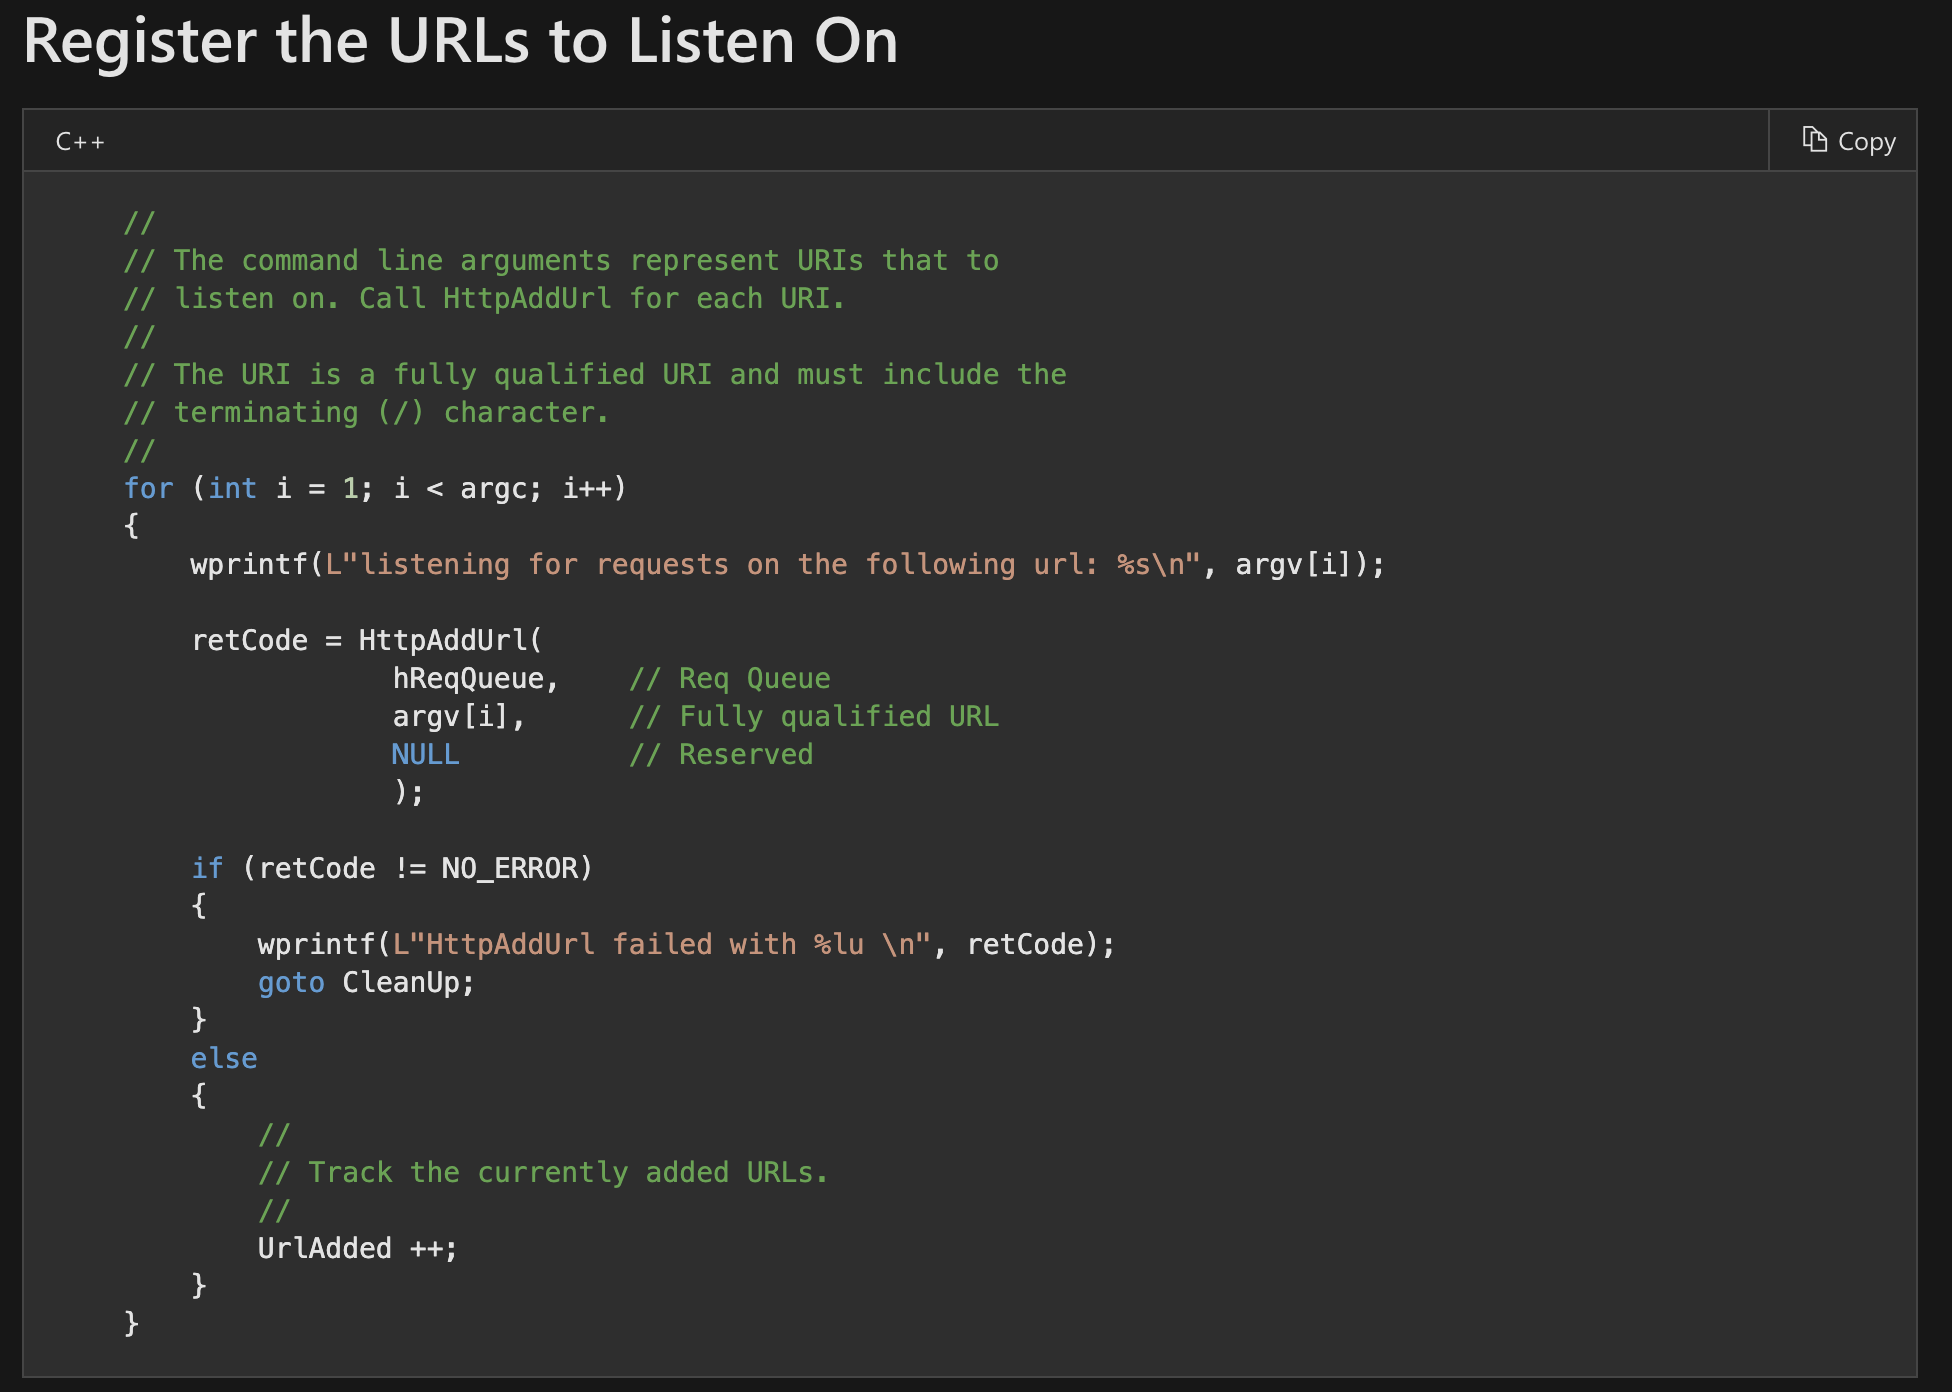 Register the URLs to Listen On
C++
Copy
//
// The command line arguments represent URIs that to
// listen on. Call HttpAddUrl for each URI.
//
// The URI is a fully qualified URI and must include the
// terminating (/) character.
//
for (int i = 1; i < argc; i++)
{
    wprintf(L"listening for requests on the following url: %s\n", argv[i]);

    retCode = HttpAddUrl(
                hReqQueue,    // Req Queue
                argv[i],      // Fully qualified URL
                NULL          // Reserved
                );

    if (retCode != NO_ERROR)
    {
        wprintf(L"HttpAddUrl failed with %lu \n", retCode);
        goto CleanUp;
    }
    else
    {
        //
        // Track the currently added URLs.
        //
        UrlAdded ++;
    }
}